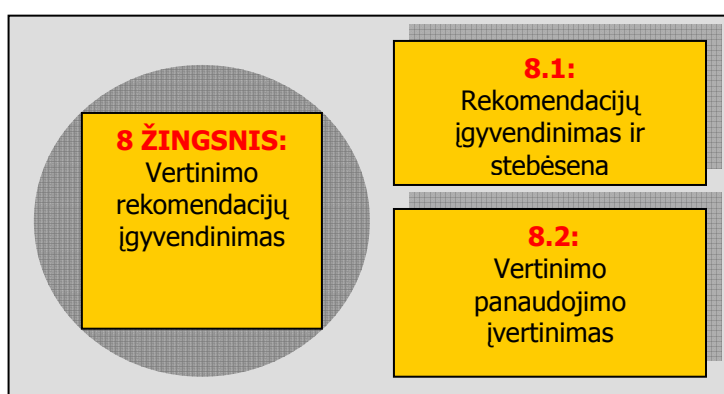 8 ŽINGSNIS:
Vertinimo
rekomendacijų
įgyvendinimas
8.1:
Rekomendacijų
įgyvendinimas ir
stebėsena
8.2:
Vertinimo
panaudojimo
įvertinimas